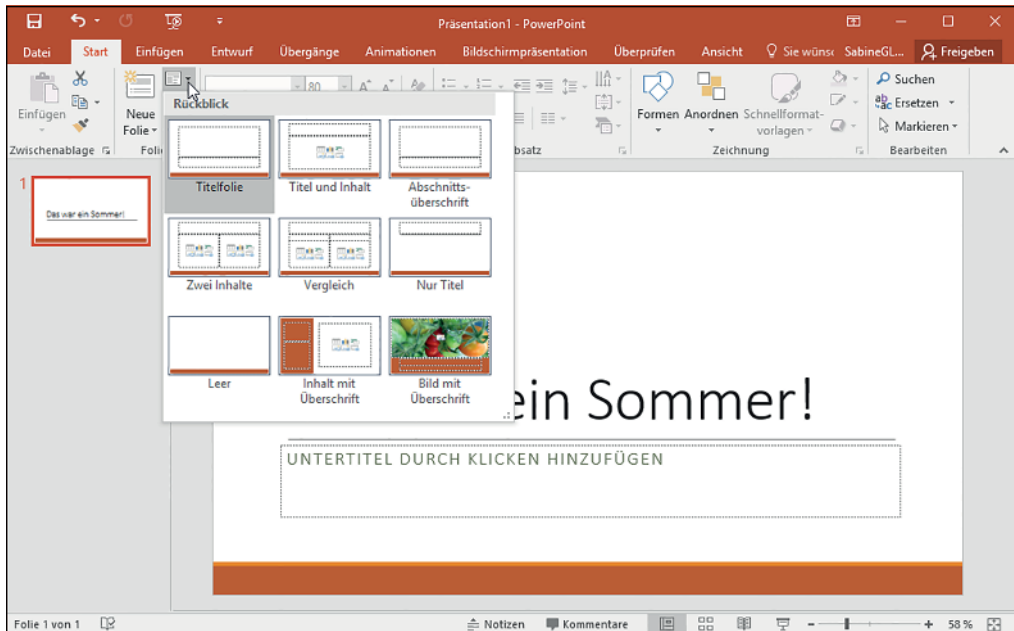 Präsentation1 - PowerPoint
Datei Start Einfügen Entwurf Übergänge Animationen Bildschirmpräsentation Überprüfen Ansicht Sie wünsc SabineGL... Freigeben
Einfügen
Neue
Folie
80
Formen Anordnen Schnellformat-
vorlagen
Suchen
Ersetzen
Markieren
Zwischenablage Foli bsatz Zeichnung Bearbeiten
Rückblick
Titelfolie Titel und Inhalt Abschnitts-
überschrift
Zwei Inhalte Vergleich Nur Titel
Leer Inhalt mit
Überschrift
Bild mit
Überschrift
1
Das war ein Sommer!
ein Sommer!
UNTERTITEL DURCH KLICKEN HINZUFÜGEN
Folie 1 von 1 Notizen Kommentare 58 %